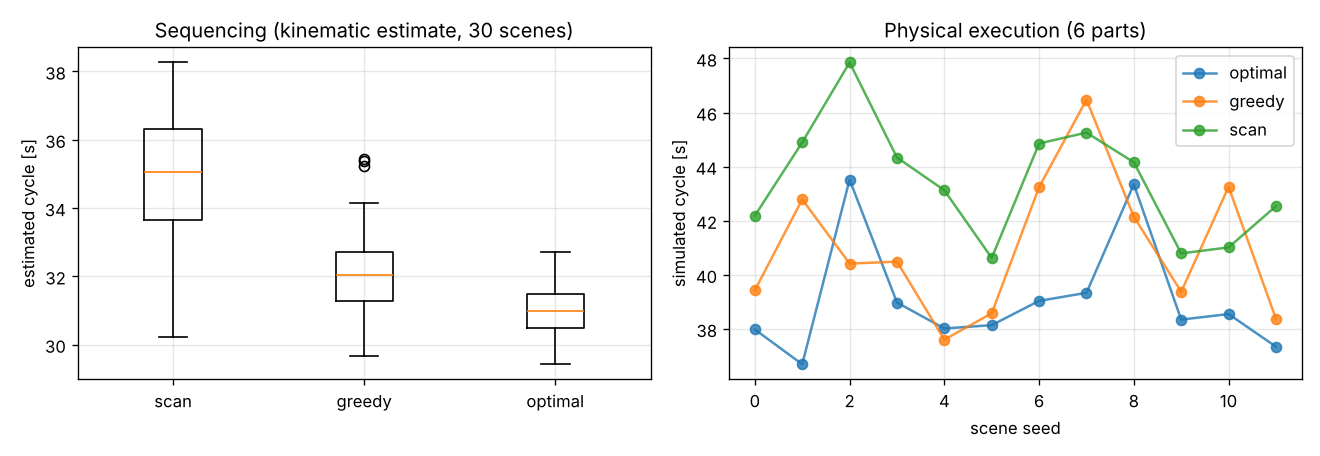 Sequencing (kinematic estimate, 30 scenes)
estimated cycle [s]
38
36
34
32
30
scan
greedy
optimal
Physical execution (6 parts)
simulated cycle [s]
48
46
44
42
40
38
optimal
greedy
scan
0
2
4
6
8
10
scene seed